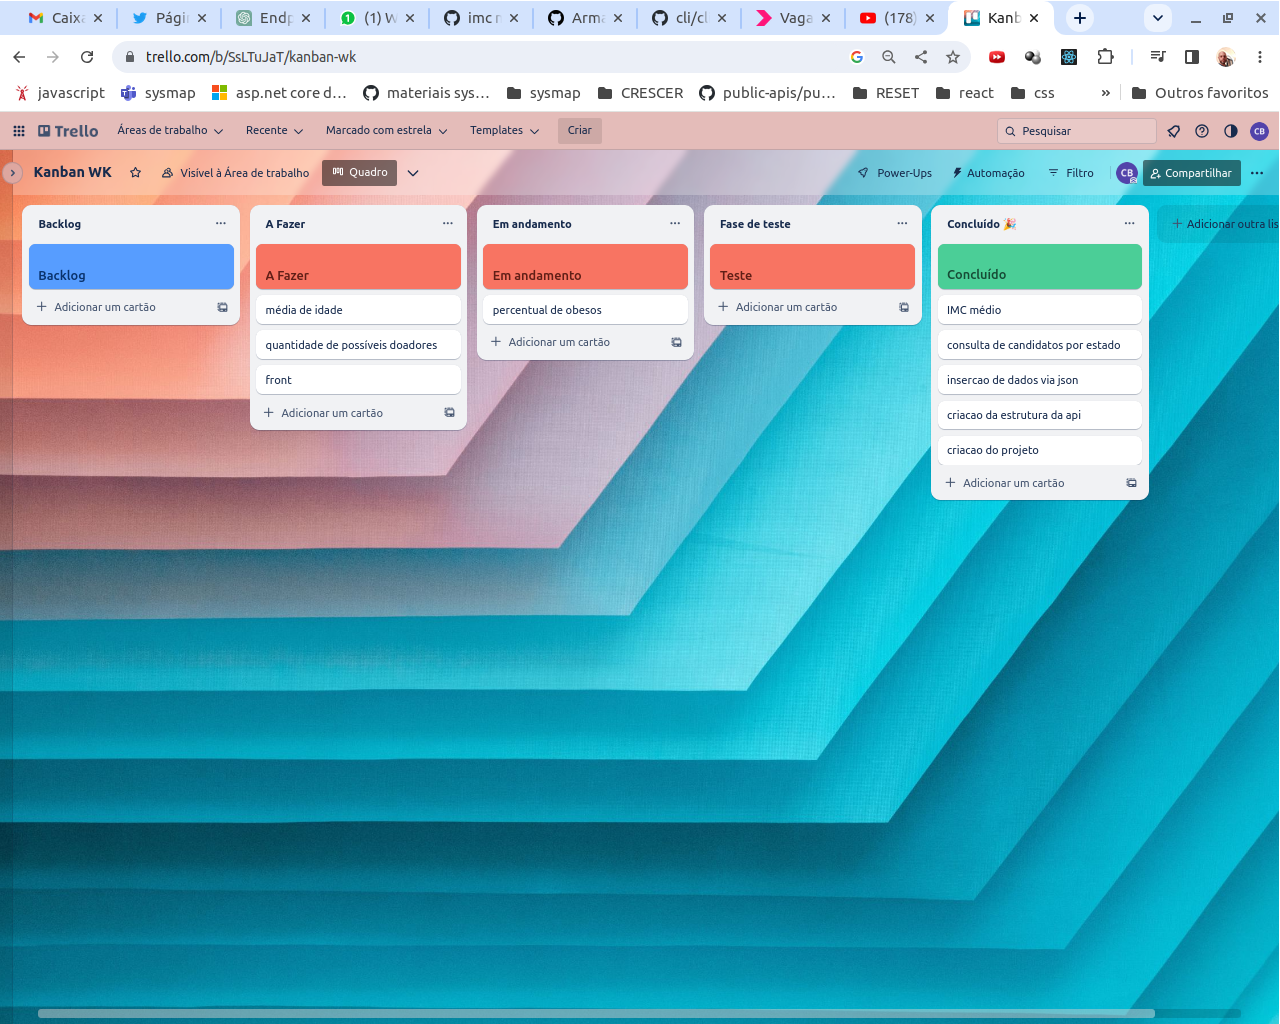 Caixa
Págin
Endp
(1) W
imc m
Arma
cli/cl
Vaga
(178)
Kanb
trello.com/b/SsLTuJaT/kanban-wk
javascript
sysmap
asp.net core d...
materiais sys...
sysmap
CRESCER
public-apis/pu...
RESET
react
css
»
Outros favoritos
Trello
Áreas de trabalho
Recente
Marcado com estrela
Templates
Criar
Pesquisar
CB
Kanban WK
Visível à Área de trabalho
Quadro
Power-Ups
Automação
Filtro
CB
Compartilhar
Backlog
Backlog
Adicionar um cartão
A Fazer
A Fazer
média de idade
quantidade de possíveis doadores
front
Adicionar um cartão
Em andamento
Em andamento
percentual de obesos
Adicionar um cartão
Fase de teste
Teste
Adicionar um cartão
Concluído 🎉
Concluído
IMC médio
consulta de candidatos por estado
insercao de dados via json
criacao da estrutura da api
criacao do projeto
Adicionar um cartão
Adicionar outra lis